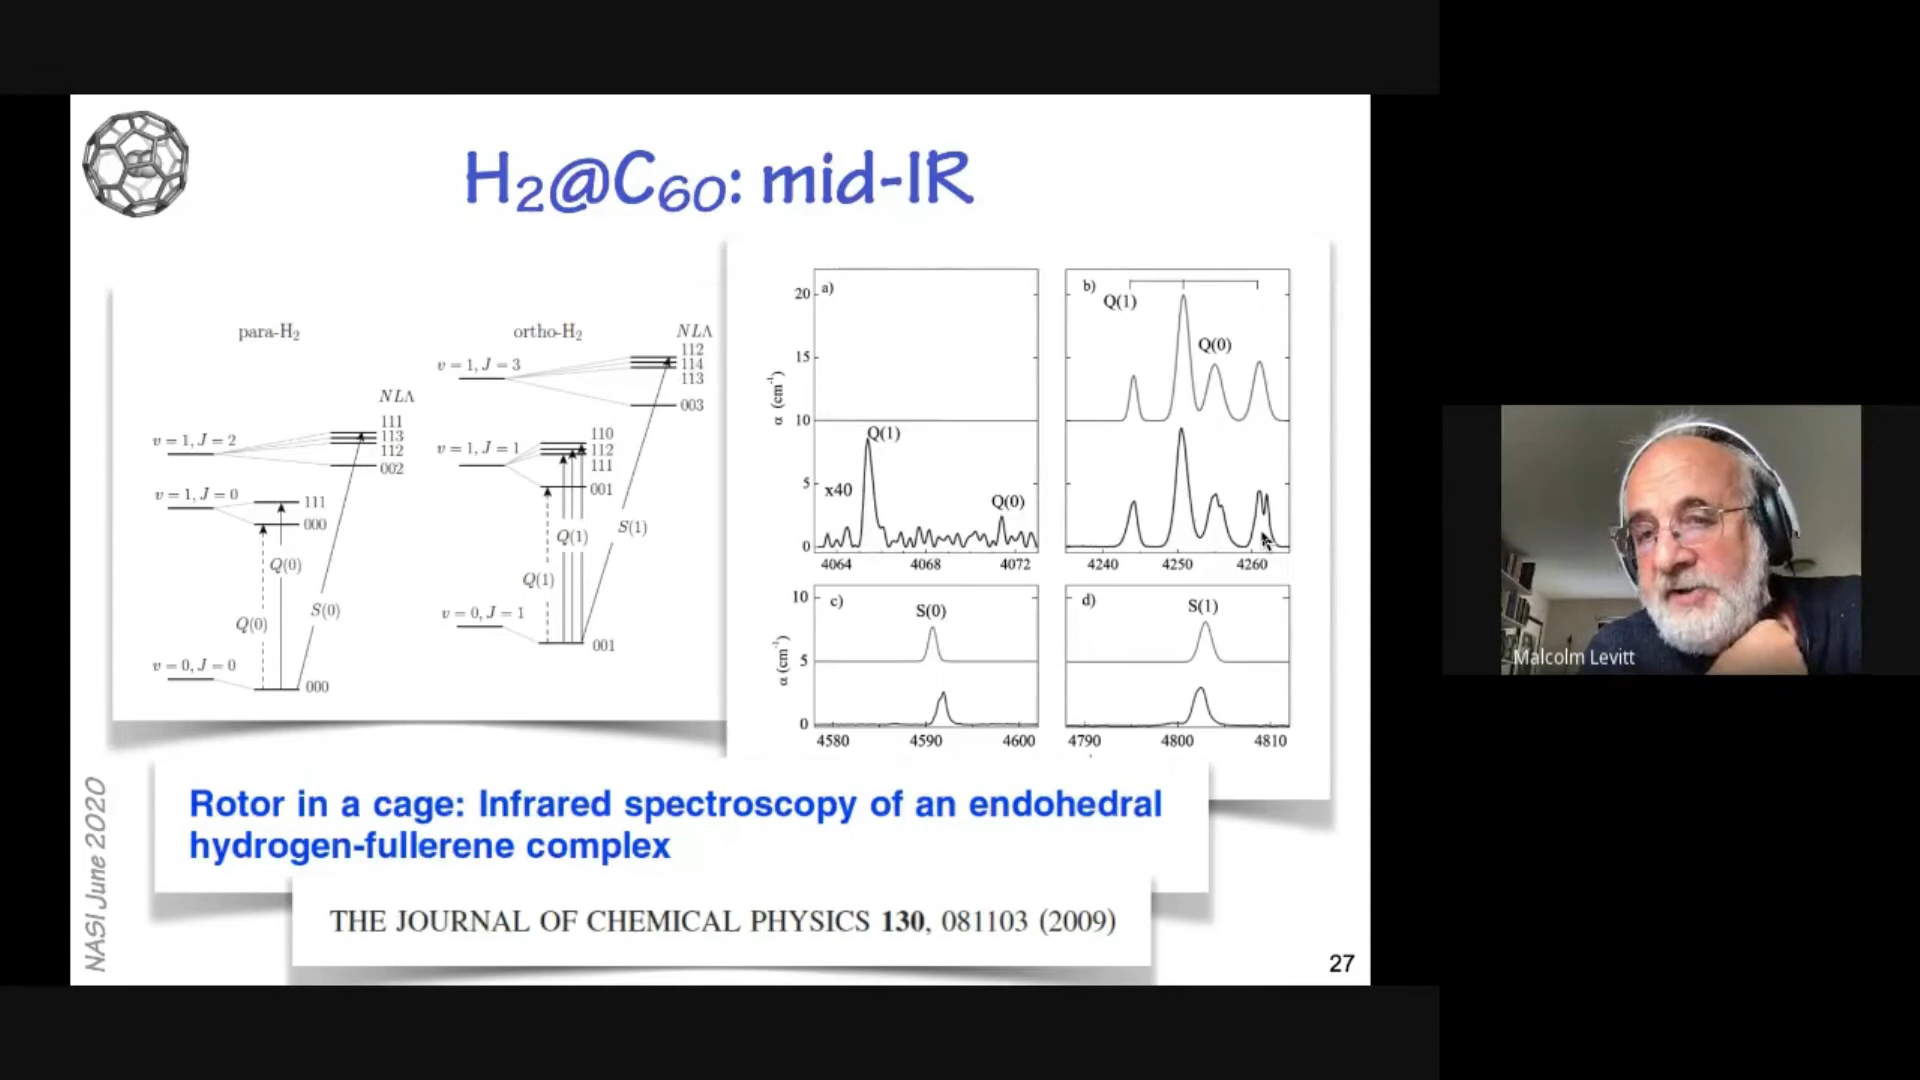 H₂@C₆₀: mid-IR
para-H₂
ortho-H₂
NLΛ
v = 1, J = 3
112
114
113
003
NLΛ
v = 1, J = 2
111
113
112
002
v = 1, J = 1
110
112
111
001
v = 1, J = 0
111
000
Q(0)
Q(0)
S(0)
Q(1)
Q(1)
S(1)
v = 0, J = 1
001
v = 0, J = 0
000
a)
20
15
10
5
0
α (cm⁻¹)
Q(1)
x40
Q(0)
4064 4068 4072
b)
Q(1)
Q(0)
4240 4250 4260
c)
S(0)
10
5
0
α (cm⁻¹)
4580 4590 4600
d)
S(1)
4790 4800 4810
Rotor in a cage: Infrared spectroscopy of an endohedral
hydrogen-fullerene complex
THE JOURNAL OF CHEMICAL PHYSICS 130, 081103 (2009)
NASI June 2020
27
Malcolm Levitt